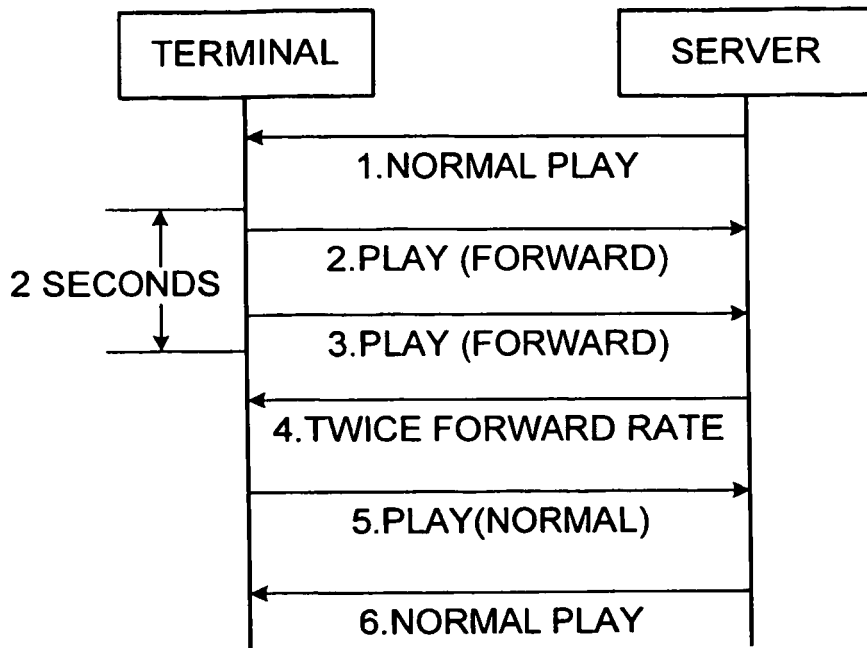 TERMINAL
SERVER
1.NORMAL PLAY
2.PLAY (FORWARD)
2 SECONDS
3.PLAY (FORWARD)
4.TWICE FORWARD RATE
5.PLAY(NORMAL)
6.NORMAL PLAY